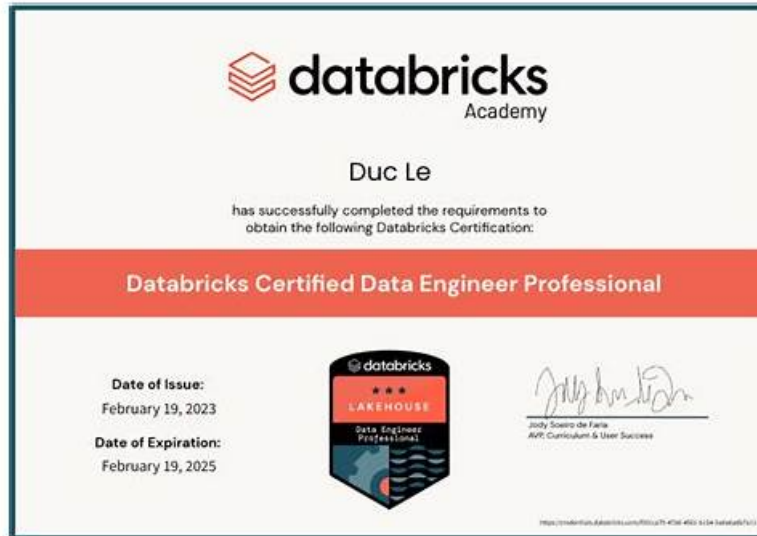 databricks
Academy
Duc Le
has successfully completed the requirements to
obtain the following Databricks Certification:
Databricks Certified Data Engineer Professional
Date of Issue:
February 19, 2023
Date of Expiration:
February 19, 2025
databricks
LAKEHOUSE
Data Engineer
Professional
Jody Soeiro de Faria
AVP, Curriculum & User Success